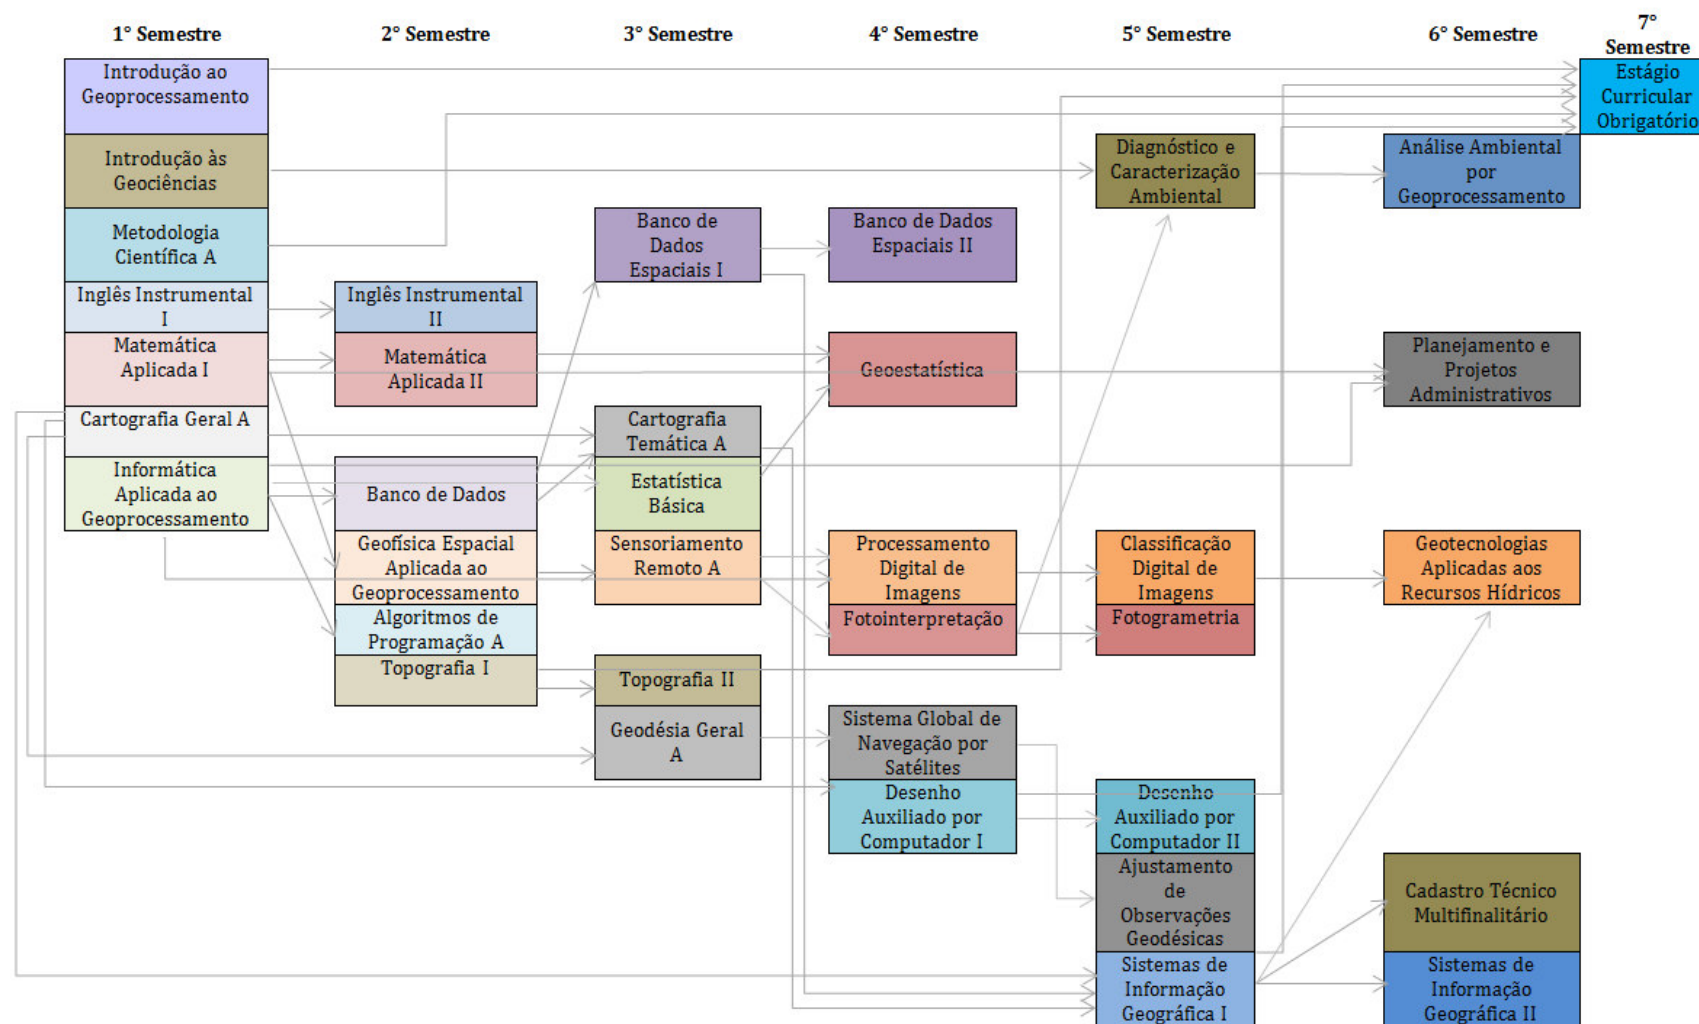 1° Semestre
2° Semestre
3° Semestre
4° Semestre
5° Semestre
6° Semestre
7°
Semestre
Introdução ao
Geoprocessamento
Introdução às
Geociências
Metodologia
Científica A
Inglês Instrumental
I
Matemática
Aplicada I
Cartografia Geral A
Informática
Aplicada ao
Geoprocessamento
Inglês Instrumental
II
Matemática
Aplicada II
Banco de Dados
Geofísica Espacial
Aplicada ao
Geoprocessamento
Algoritmos de
Programação A
Topografia I
Banco de
Dados
Espaciais I
Cartografia
Temática A
Estatística
Básica
Sensoriamento
Remoto A
Topografia II
Geodésia Geral
A
Banco de Dados
Espaciais II
Geoestatística
Processamento
Digital de
Imagens
Fotointerpretação
Sistema Global de
Navegação por
Satélites
Desenho
Auxiliado por
Computador I
Diagnóstico e
Caracterização
Ambiental
Classificação
Digital de
Imagens
Fotogrametria
Desenho
Auxiliado por
Computador II
Ajustamento
de
Observações
Geodésicas
Sistemas de
Informação
Geográfica I
Análise Ambiental
por
Geoprocessamento
Planejamento e
Projetos
Administrativos
Geotecnologias
Aplicadas aos
Recursos Hídricos
Cadastro Técnico
Multifinalitário
Sistemas de
Informação
Geográfica II
Estágio
Curricular
Obrigatório